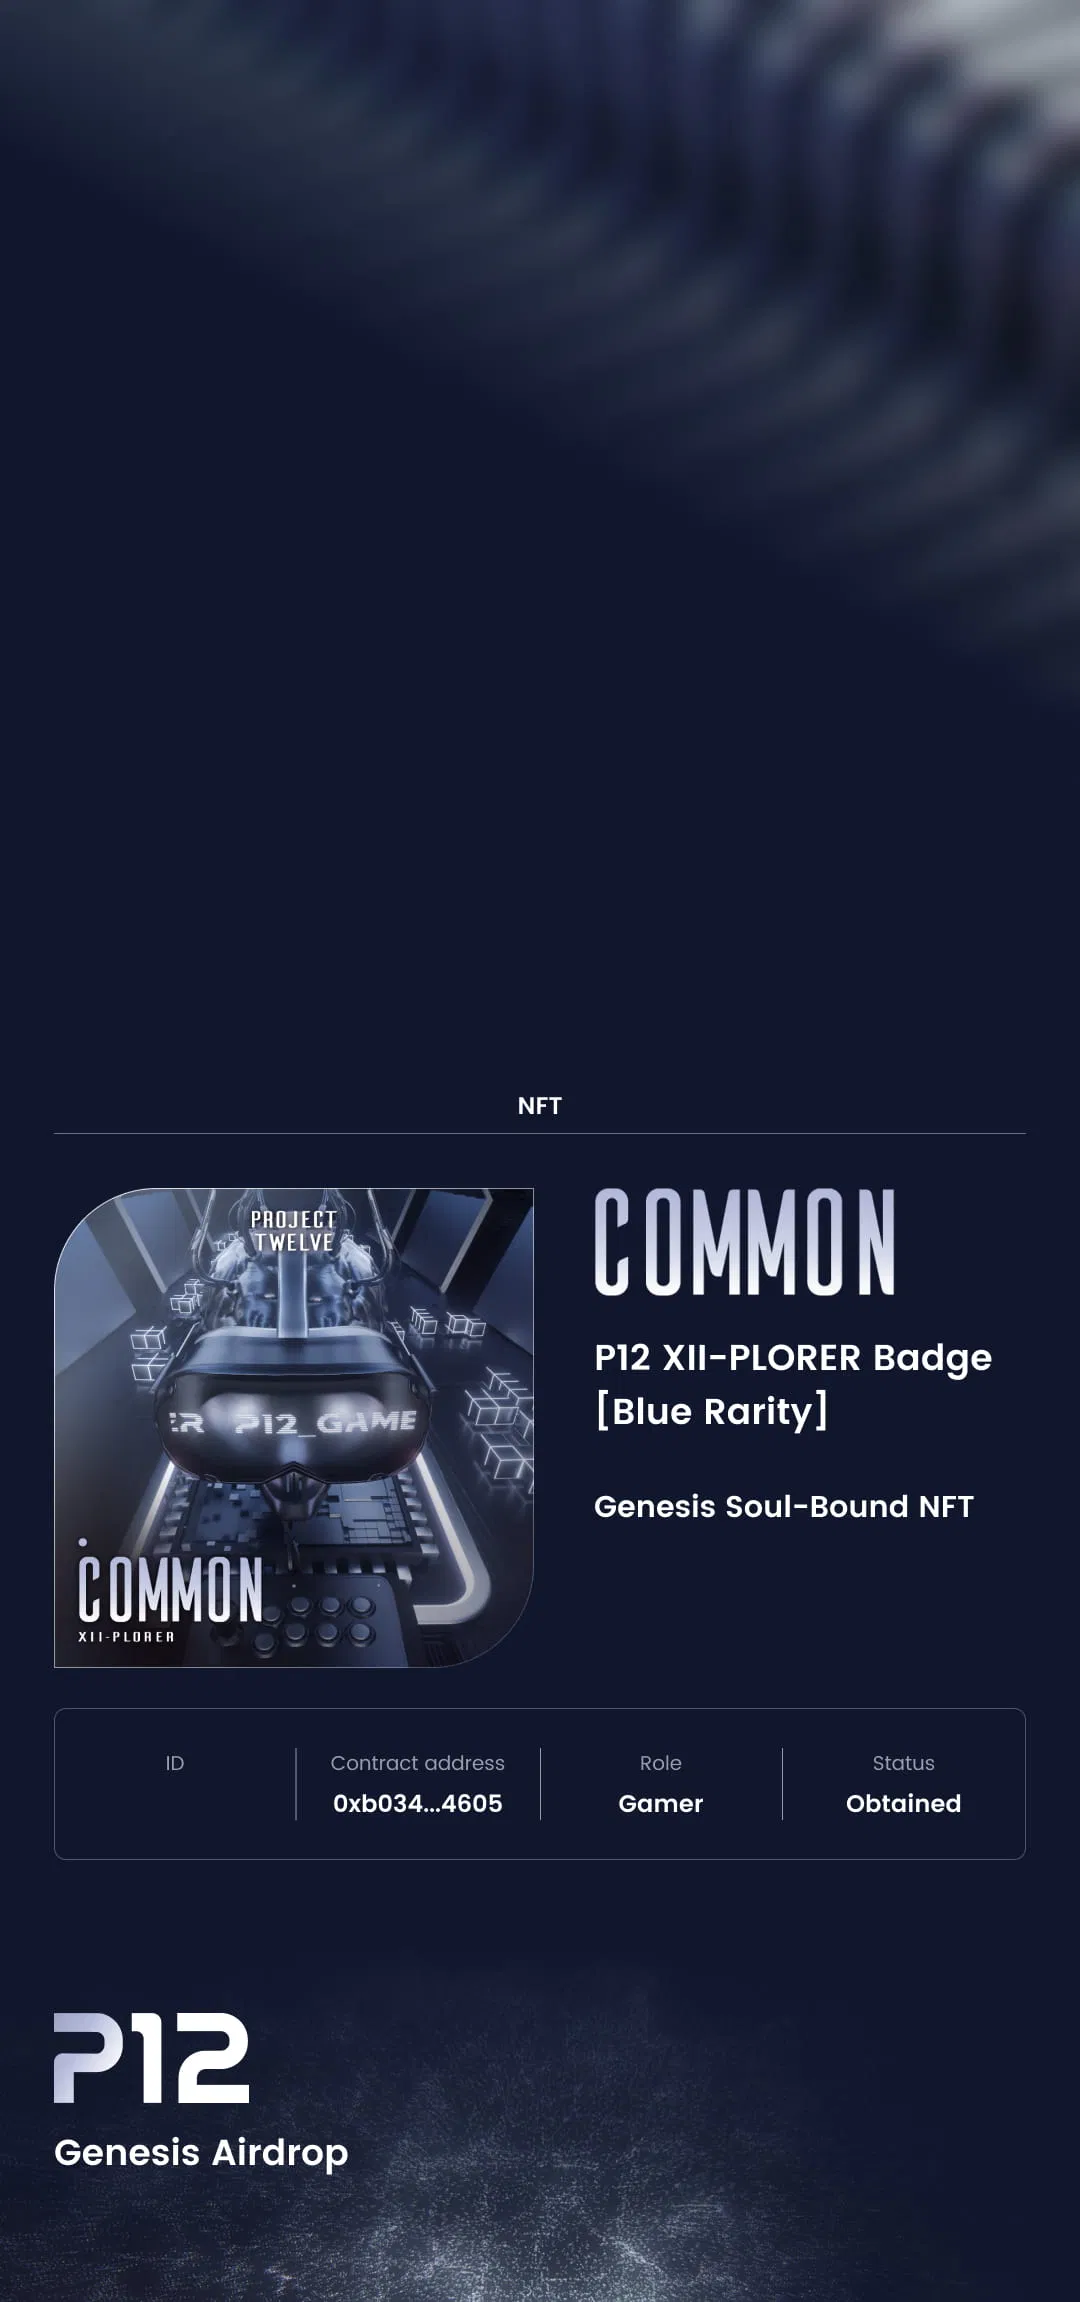 NFT
PROJECT
TWELVE
ER P12_GAME
COMMON
XII-PLORER
COMMON
P12 XII-PLORER Badge
[Blue Rarity]
Genesis Soul-Bound NFT
ID
Contract address
0xb034...4605
Role
Gamer
Status
Obtained
P12
Genesis Airdrop